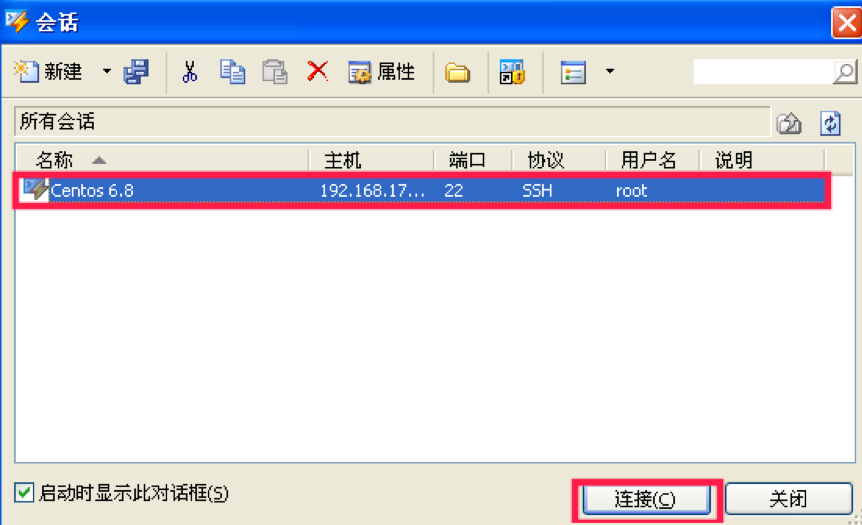 会话
新建 属性
所有会话
名称 主机 端口 协议 用户名 说明
Centos 6.8 192.168.17... 22 SSH root
启动时显示此对话框(S) 连接(C) 关闭